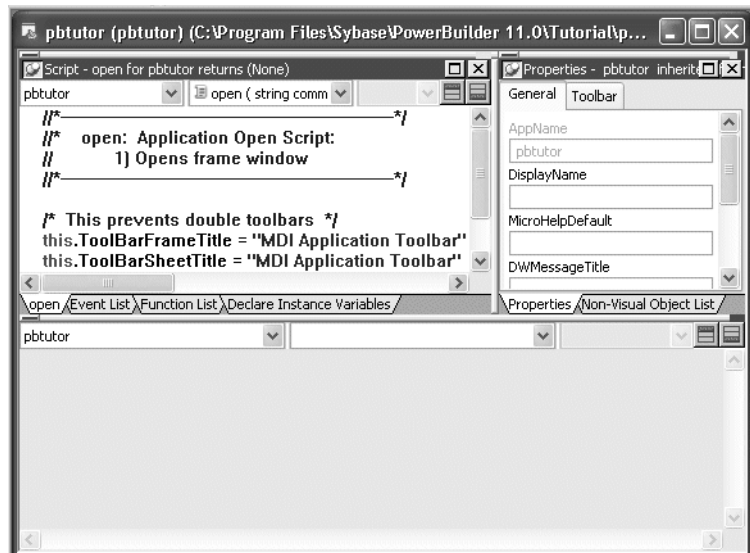 pbtutor (pbtutor) (C:\Program Files\Sybase\PowerBuilder 11.0\Tutorial\p...
Script - open for pbtutor returns (None)
pbtutor
open ( string comm
//*————————————————*/
//* open: Application Open Script:
// 1) Opens frame window
//*————————————————*/
/* This prevents double toolbars */
this.ToolBarFrameTitle = "MDI Application Toolbar"
this.ToolBarSheetTitle = "MDI Application Toolbar"
open
Event List
Function List
Declare Instance Variables
Properties - pbtutor
General
Toolbar
AppName
pbtutor
DisplayName
MicroHelpDefault
DWMessageTitle
Properties
Non-Visual Object List
pbtutor